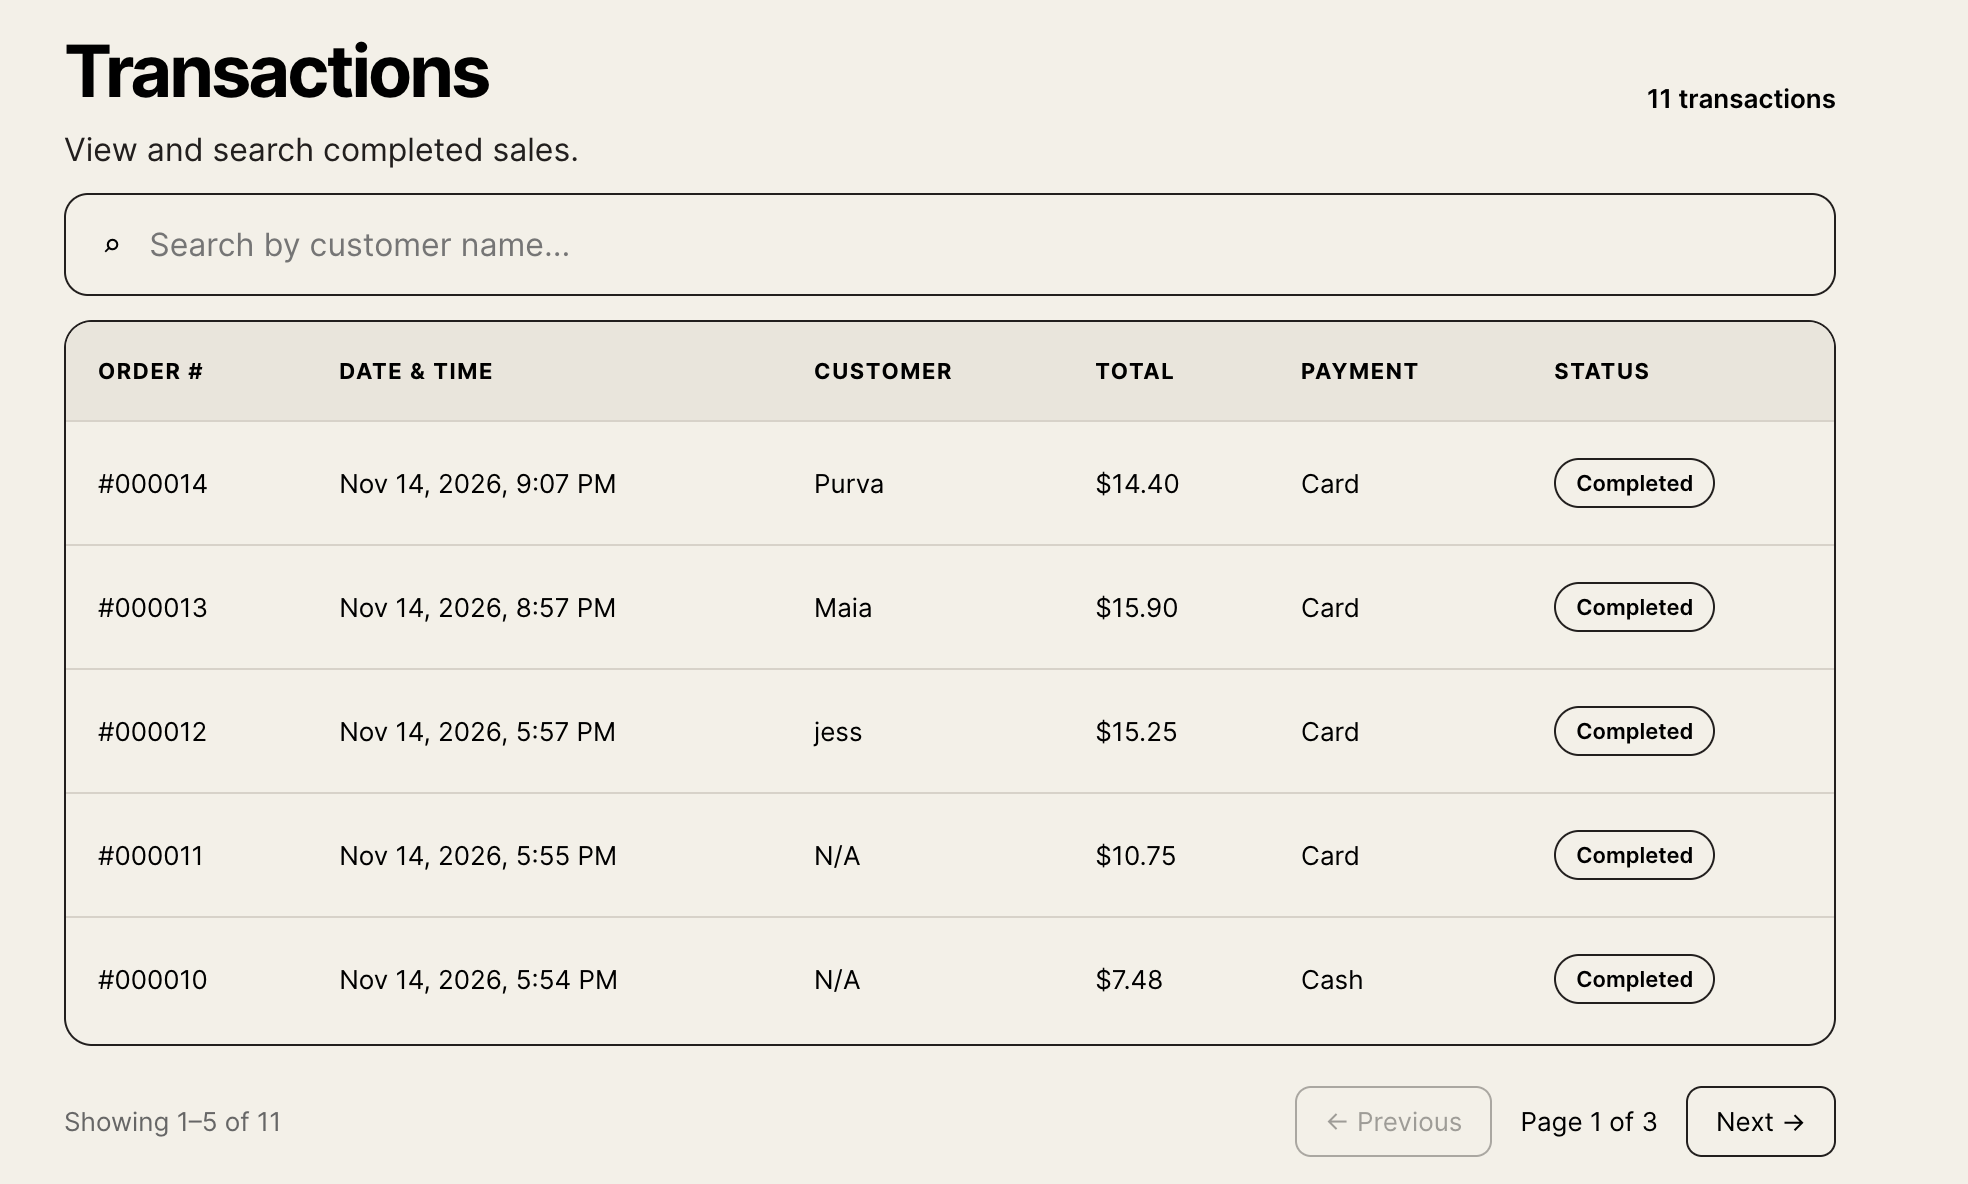 Transactions
11 transactions
View and search completed sales.
Search by customer name...
ORDER # DATE & TIME CUSTOMER TOTAL PAYMENT STATUS
#000014 Nov 14, 2026, 9:07 PM Purva $14.40 Card Completed
#000013 Nov 14, 2026, 8:57 PM Maia $15.90 Card Completed
#000012 Nov 14, 2026, 5:57 PM jess $15.25 Card Completed
#000011 Nov 14, 2026, 5:55 PM N/A $10.75 Card Completed
#000010 Nov 14, 2026, 5:54 PM N/A $7.48 Cash Completed
Showing 1–5 of 11 ← Previous Page 1 of 3 Next →